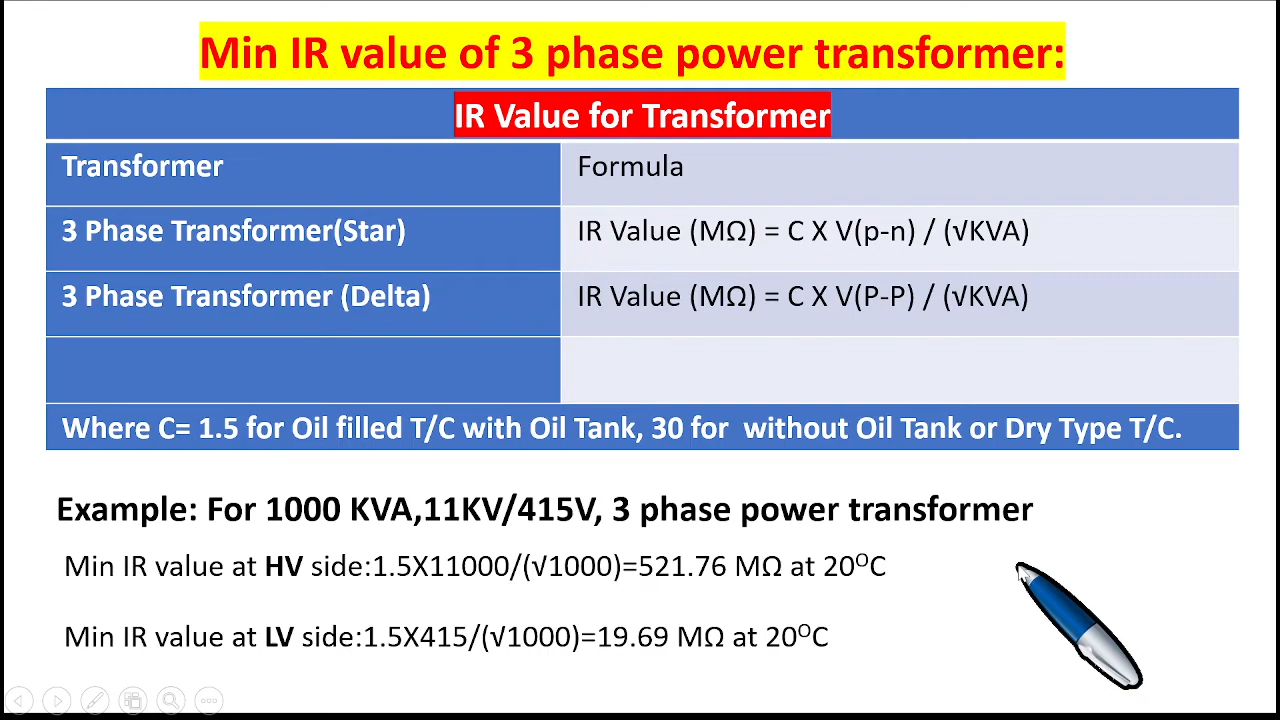 Min IR value of 3 phase power transformer:
IR Value for Transformer
Transformer
Formula
3 Phase Transformer(Star)
IR Value (MΩ) = C X V(p-n) / (√KVA)
3 Phase Transformer (Delta)
IR Value (MΩ) = C X V(P-P) / (√KVA)
Where C= 1.5 for Oil filled T/C with Oil Tank, 30 for  without Oil Tank or Dry Type T/C.
Example: For 1000 KVA,11KV/415V, 3 phase power transformer
Min IR value at HV side:1.5X11000/(√1000)=521.76 MΩ at 20ᴼC
Min IR value at LV side:1.5X415/(√1000)=19.69 MΩ at 20ᴼC